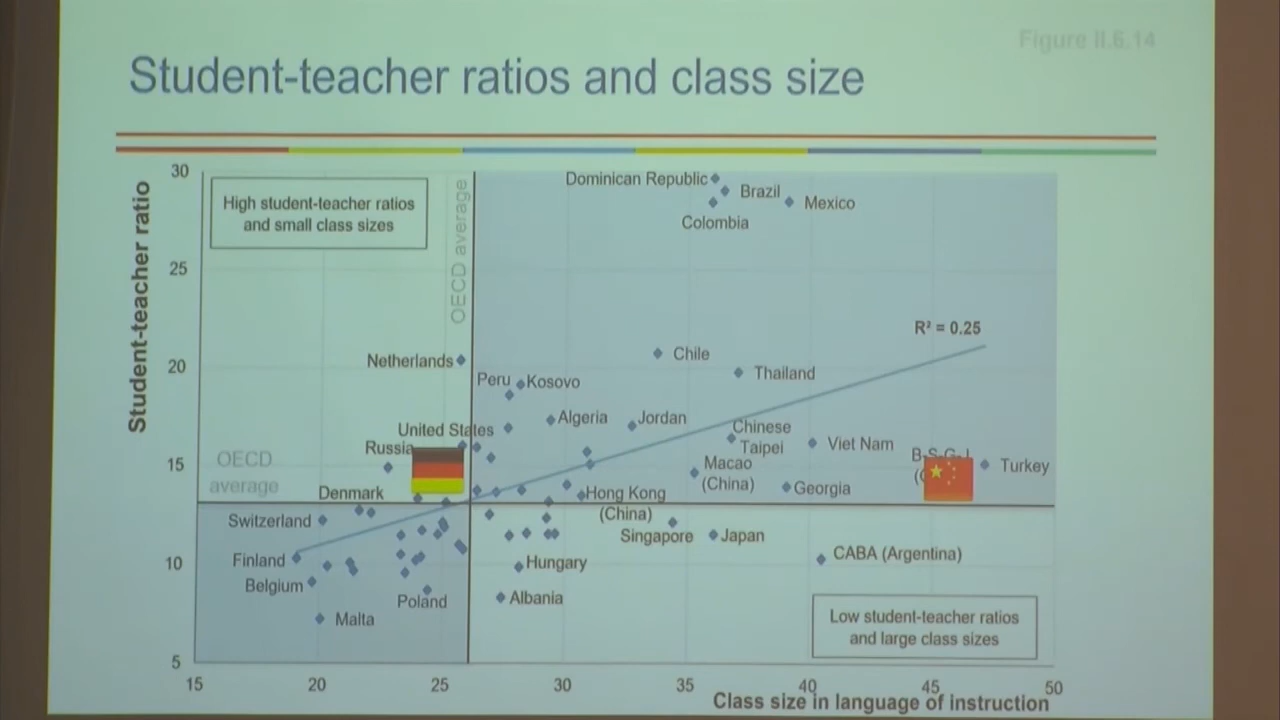 Figure II.6.14
Student-teacher ratios and class size
Student-teacher ratio
30
25
20
15
10
5
High student-teacher ratios
and small class sizes
OECD average
Dominican Republic
Brazil
Mexico
Colombia
R² = 0.25
Netherlands
Chile
Thailand
Peru
Kosovo
Algeria
Jordan
United States
Russia
Chinese
Taipei
Viet Nam
B-S-G-J
Turkey
OECD
average
Macao
(China)
Georgia
Denmark
Hong Kong
(China)
Switzerland
Singapore
Japan
Finland
Hungary
CABA (Argentina)
Belgium
Albania
Poland
Malta
Low student-teacher ratios
and large class sizes
15
20
25
30
35
40
45
50
Class size in language of instruction